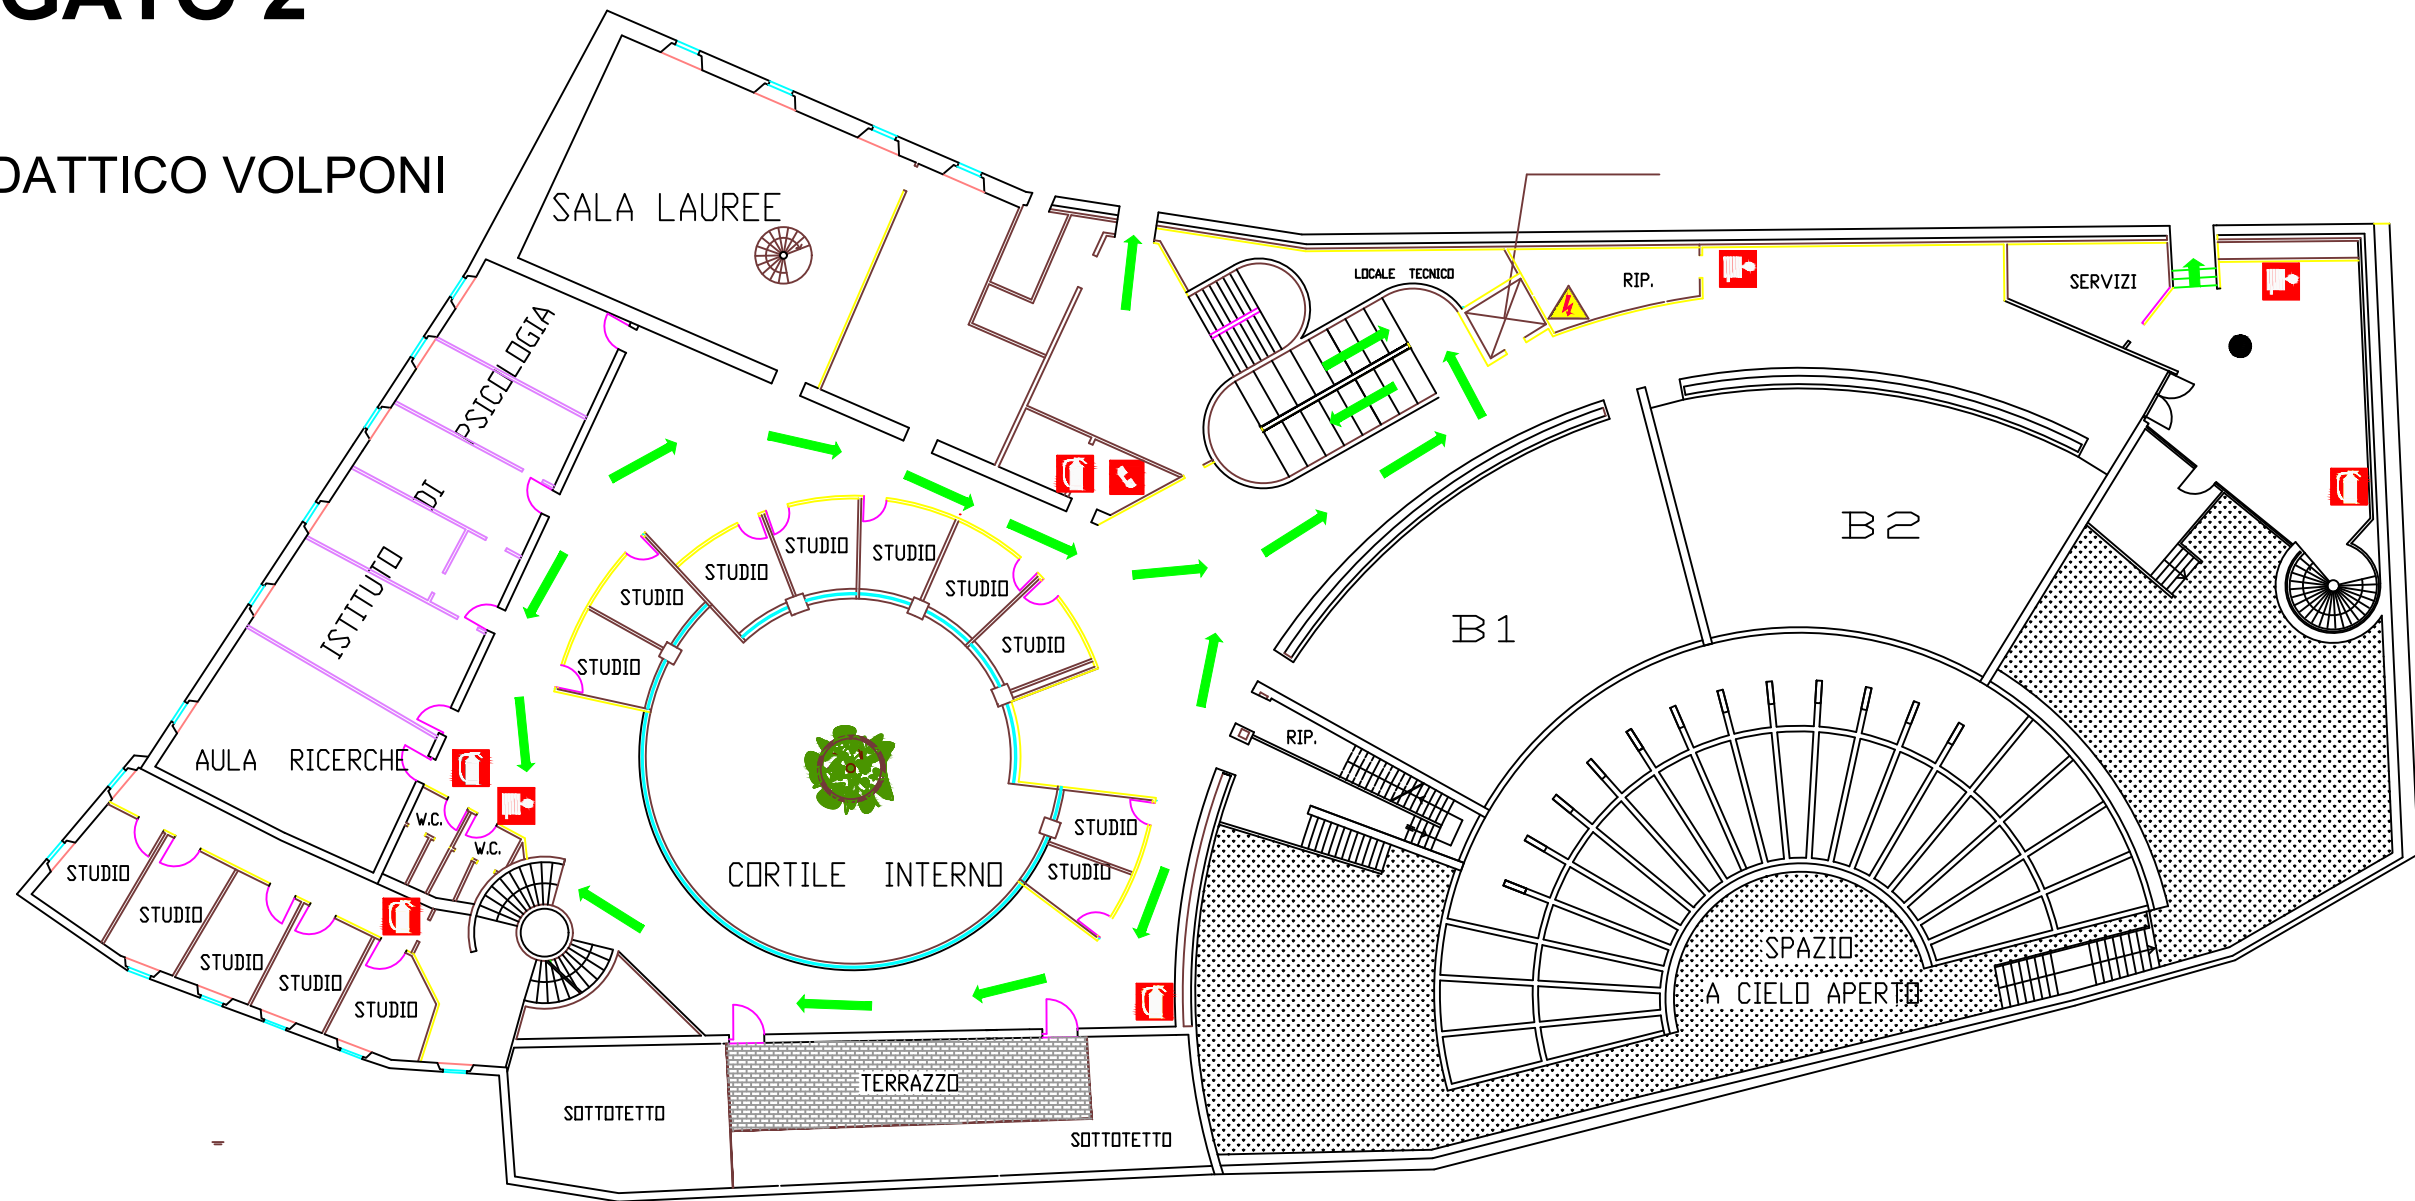 GATO 2
DATTICO VOLPONI
SALA LAUREE
LOCALE TECNICO
RIP.
SERVIZI
ISTITUTO DI PSICOLOGIA
B2
B1
STUDIO
STUDIO
STUDIO
STUDIO
STUDIO
STUDIO
STUDIO
RIP.
AULA RICERCHE
W.C.
W.C.
STUDIO
STUDIO
CORTILE INTERNO
STUDIO
STUDIO
STUDIO
STUDIO
STUDIO
SPAZIO
A CIELO APERTO
TERRAZZO
SOTTOTETTO
SOTTOTETTO